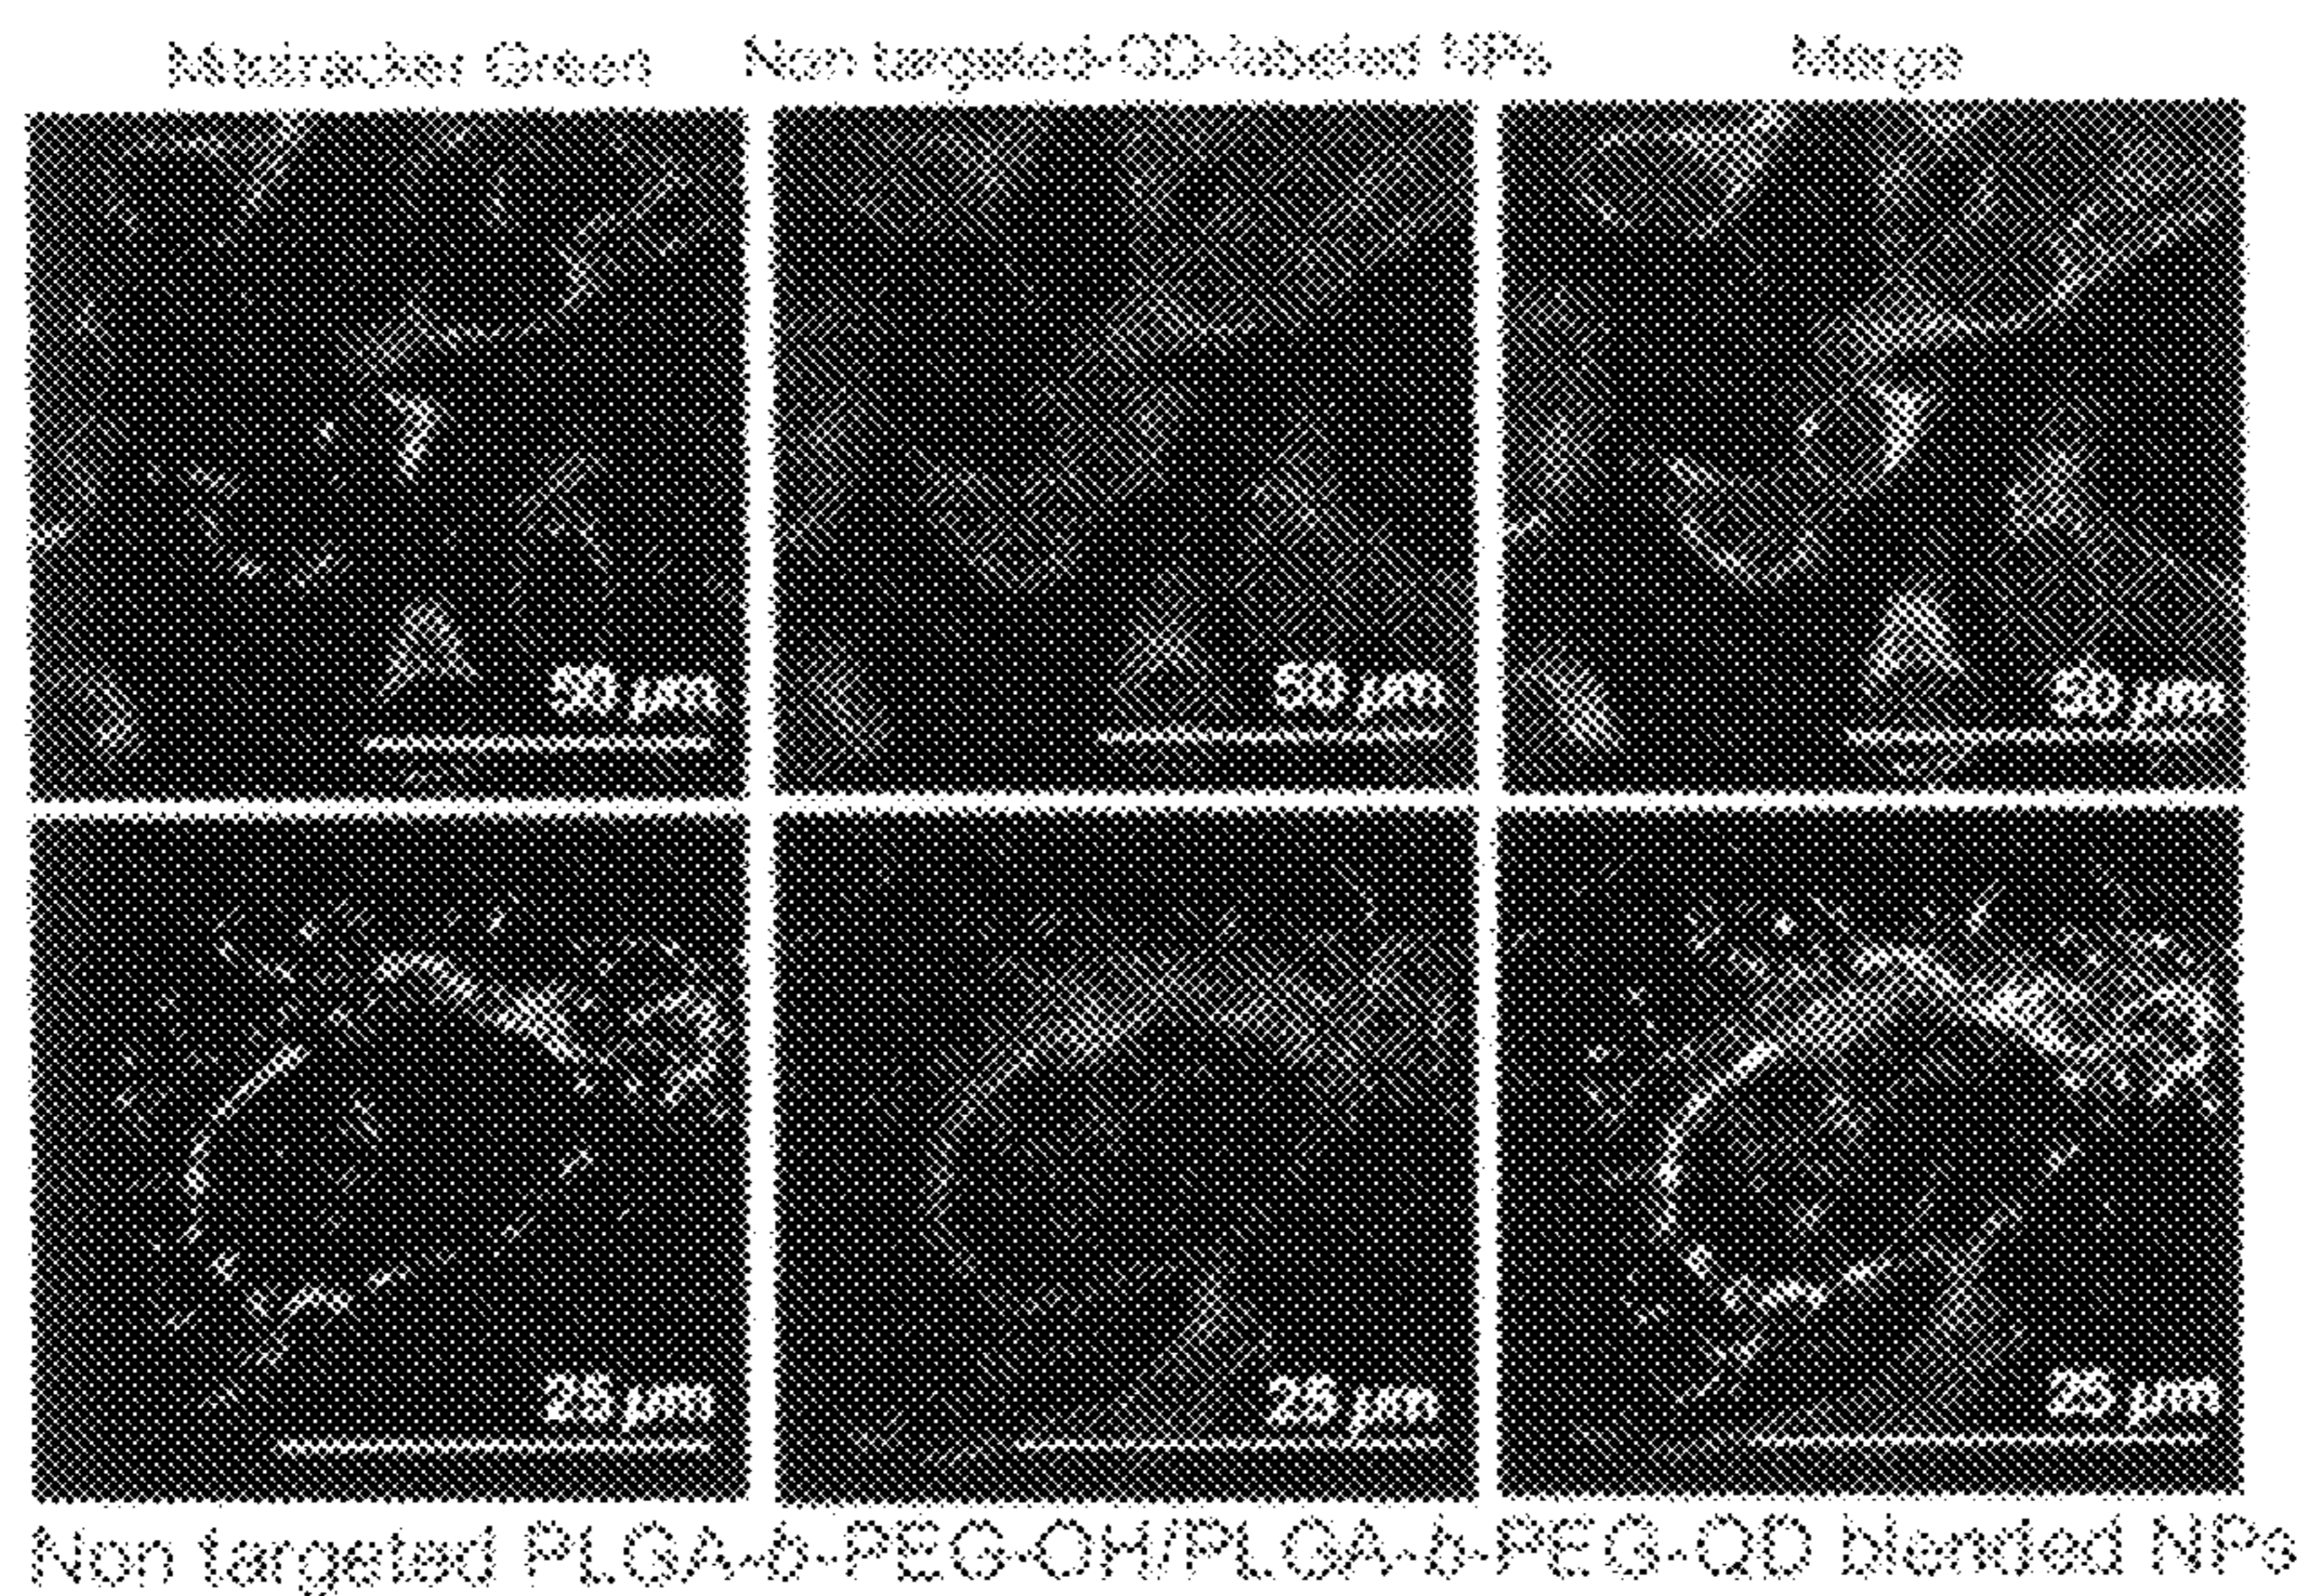 Mitotracker Green
Non targeted-QD-labeled NPs
Merge
50 µm
50 µm
50 µm
25 µm
25 µm
25 µm
Non targeted PLGA-b-PEG-OH/PLGA-b-PEG-QD blended NPs